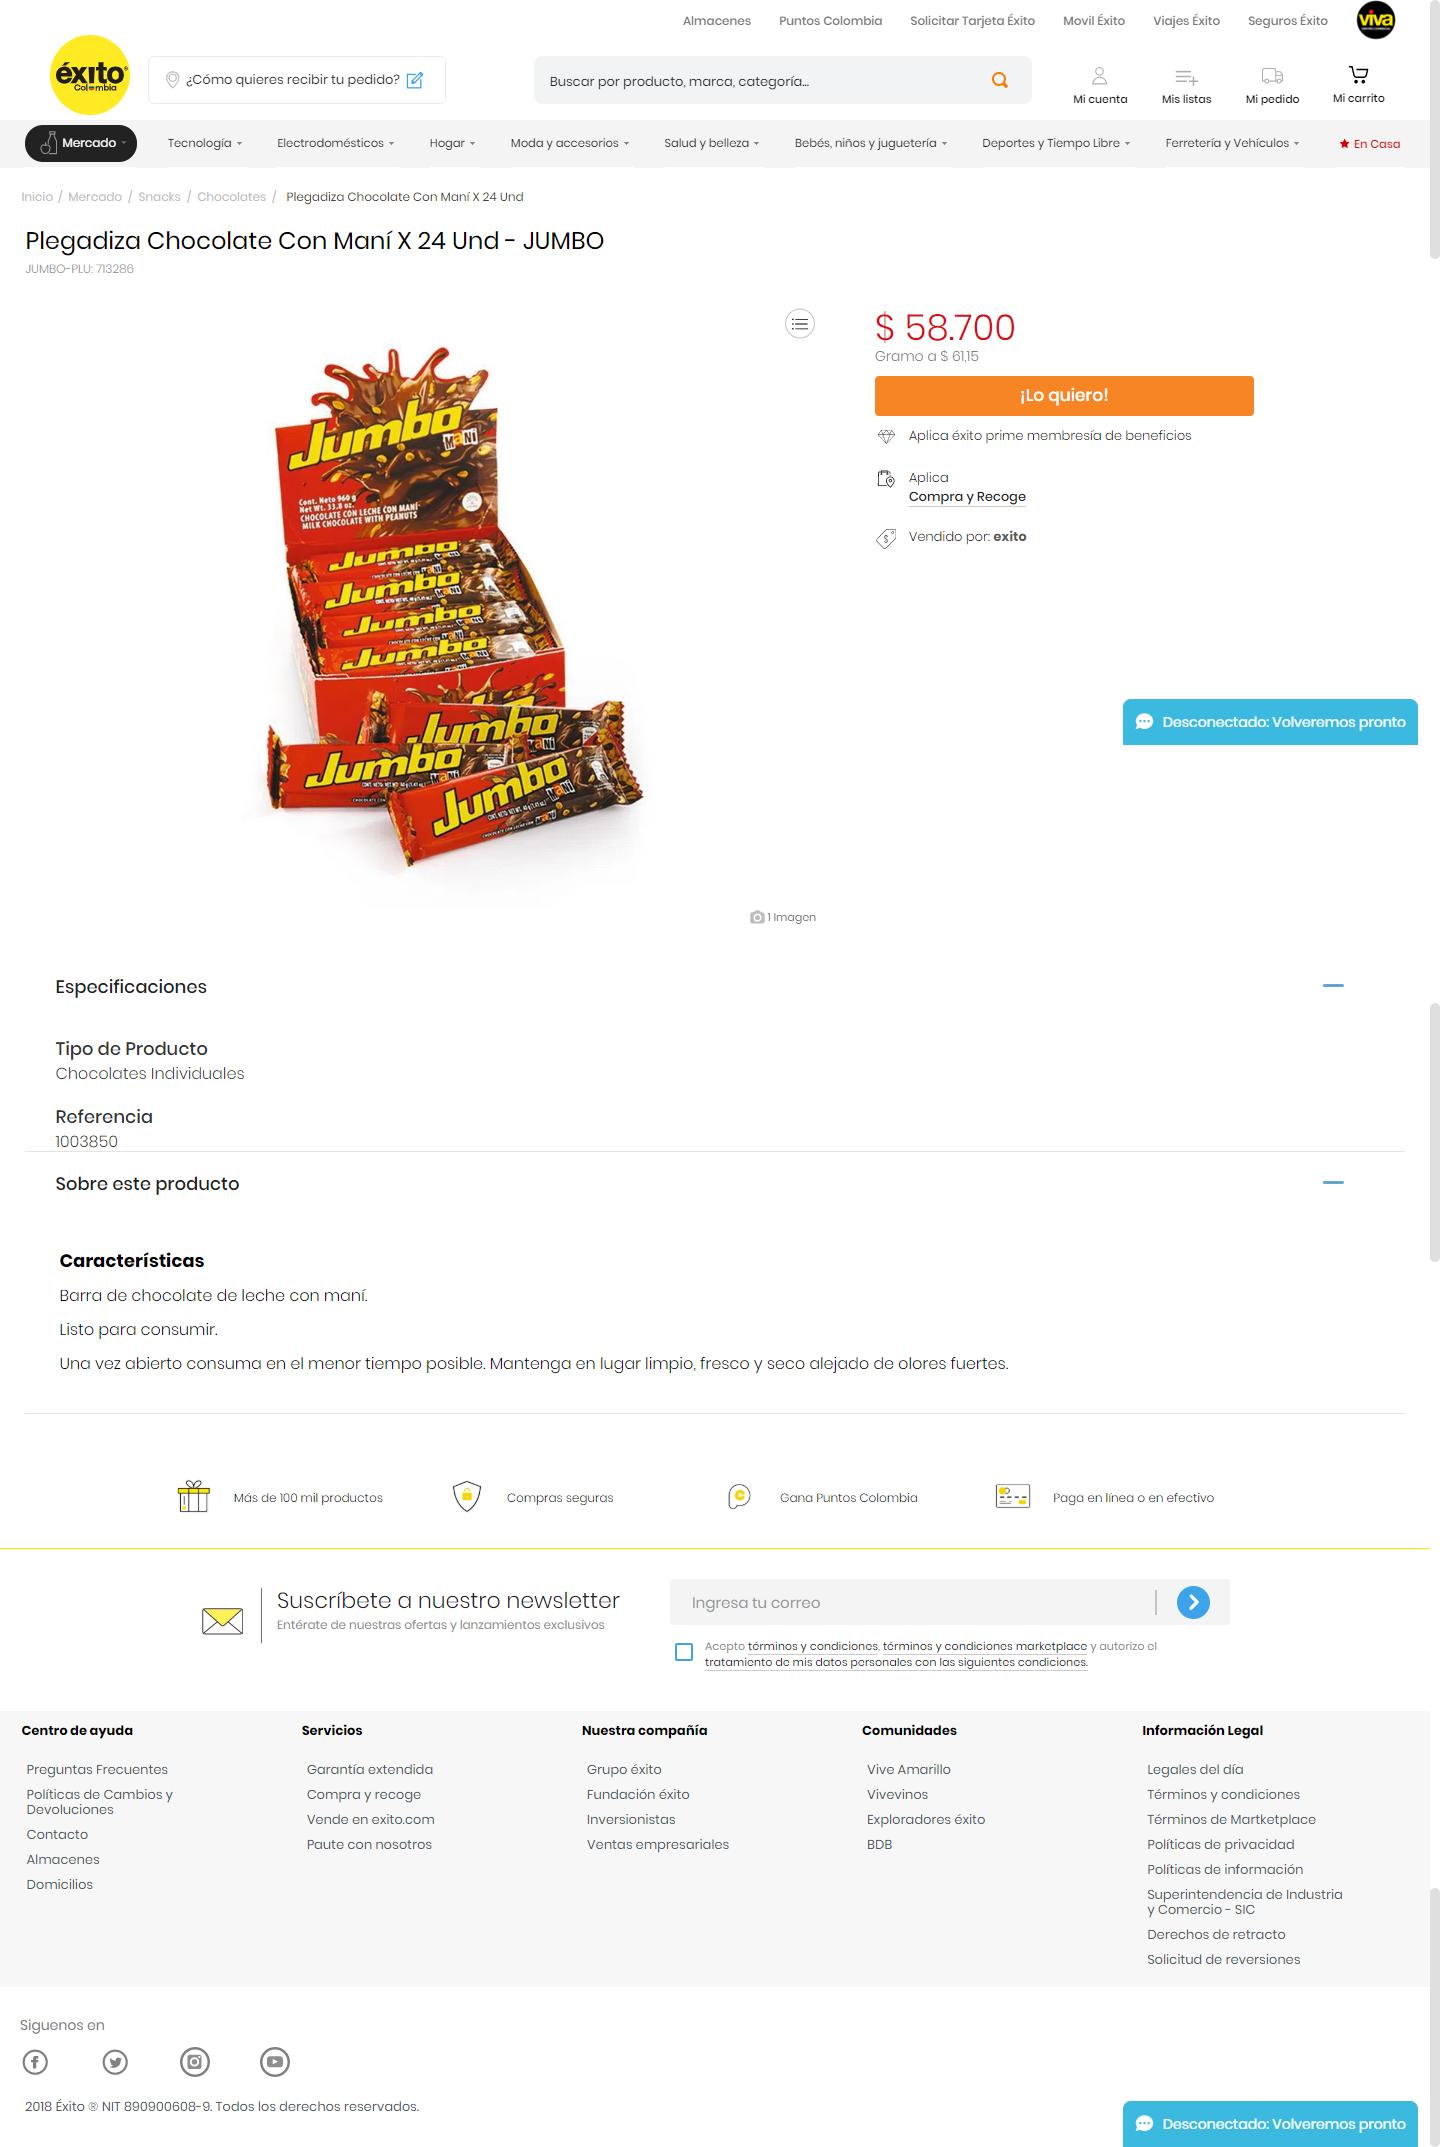 Almacenes Puntos Colombia Solicitar Tarjeta Éxito Movil Éxito Viajes Éxito Seguros Éxito viva
éxito
Colombia
¿Cómo quieres recibir tu pedido?
Buscar por producto, marca, categoría...
Mi cuenta Mis listas Mi pedido Mi carrito
Mercado Tecnología Electrodomésticos Hogar Moda y accesorios Salud y belleza Bebés, niños y juguetería Deportes y Tiempo Libre Ferretería y Vehículos En Casa
Inicio / Mercado / Snacks / Chocolates / Plegadiza Chocolate Con Maní X 24 Und
Plegadiza Chocolate Con Maní X 24 Und - JUMBO
JUMBO-PLU: 713286
Jumbo
MaNí
Cont. Neto 960 g
Net Wt. 33.8 oz.
CHOCOLATE CON LECHE CON MANÍ
MILK CHOCOLATE WITH PEANUTS
Jumbo
Jumbo
Jumbo
Jumbo
Jumbo
MaNí
Jumbo
MaNí
Jumbo
MaNí
1 Imagen
$ 58.700
Gramo a $ 61,15
¡Lo quiero!
Aplica éxito prime membresía de beneficios
Aplica
Compra y Recoge
Vendido por: exito
Desconectado: Volveremos pronto
Especificaciones
Tipo de Producto
Chocolates Individuales
Referencia
1003850
Sobre este producto
Características
Barra de chocolate de leche con maní.
Listo para consumir.
Una vez abierto consuma en el menor tiempo posible. Mantenga en lugar limpio, fresco y seco alejado de olores fuertes.
Más de 100 mil productos Compras seguras Gana Puntos Colombia Paga en línea o en efectivo
Suscríbete a nuestro newsletter
Entérate de nuestras ofertas y lanzamientos exclusivos
Ingresa tu correo
Acepto términos y condiciones, términos y condiciones marketplace y autorizo el
tratamiento de mis datos personales con las siguientes condiciones.
Centro de ayuda
Preguntas Frecuentes
Políticas de Cambios y
Devoluciones
Contacto
Almacenes
Domicilios
Servicios
Garantía extendida
Compra y recoge
Vende en exito.com
Paute con nosotros
Nuestra compañía
Grupo éxito
Fundación éxito
Inversionistas
Ventas empresariales
Comunidades
Vive Amarillo
Vivevinos
Exploradores éxito
BDB
Información Legal
Legales del día
Términos y condiciones
Términos de Martketplace
Políticas de privacidad
Políticas de información
Superintendencia de Industria
y Comercio - SIC
Derechos de retracto
Solicitud de reversiones
Siguenos en
2018 Éxito ® NIT 890900608-9. Todos los derechos reservados.
Desconectado: Volveremos pronto